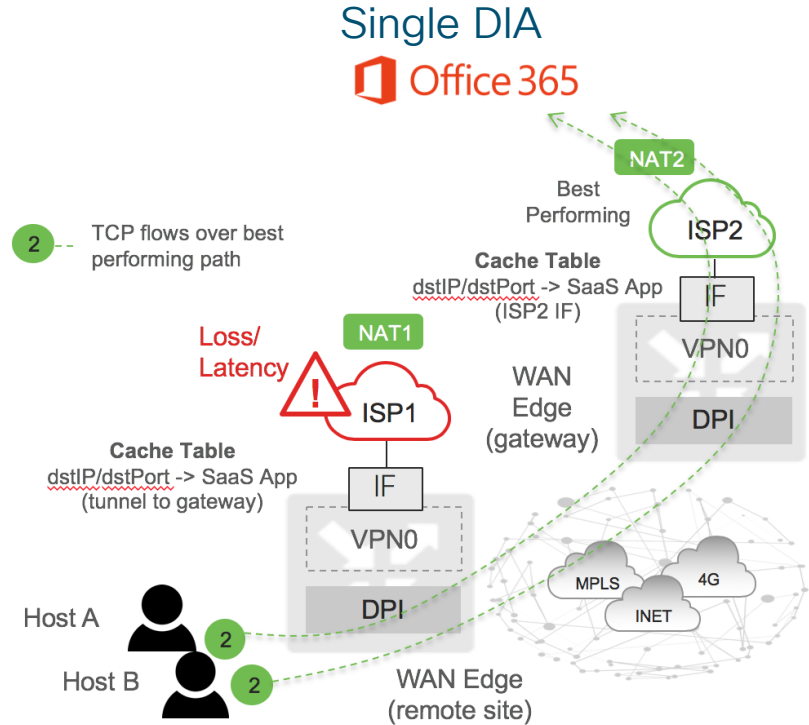 Single DIA
Office 365
NAT2
Best
Performing
ISP2
2
TCP flows over best
performing path
Cache Table
dstIP/dstPort -> SaaS App
(ISP2 IF)
IF
NAT1
Loss/
Latency
!
ISP1
VPN0
WAN
Edge
(gateway)
DPI
Cache Table
dstIP/dstPort -> SaaS App
(tunnel to gateway)
IF
VPN0
MPLS
4G
INET
DPI
Host A
2
Host B
2
WAN Edge
(remote site)